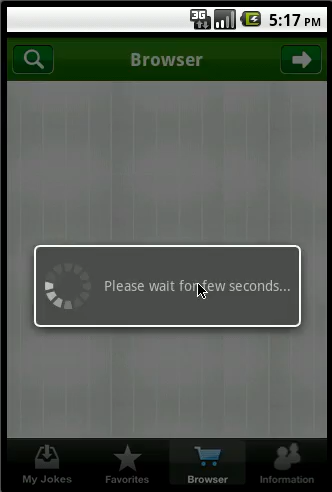 3G 5:17 PM
Browser
Please wait for few seconds...
My Jokes Favorites Browser Information